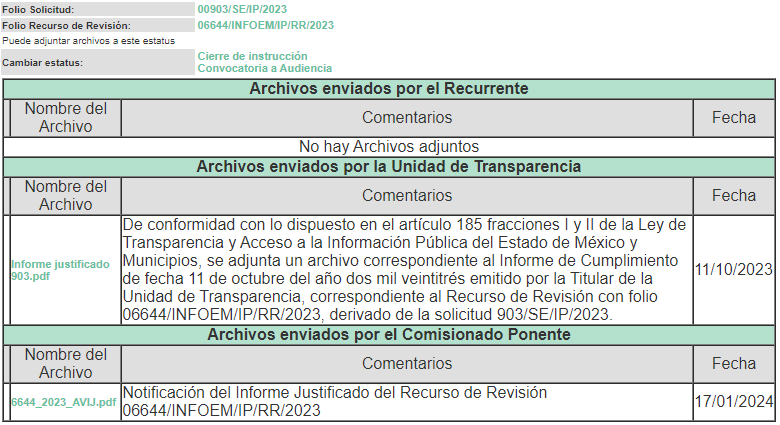 Folio Solicitud: 00903/SE/IP/2023
Folio Recurso de Revisión: 06644/INFOEM/IP/RR/2023
Puede adjuntar archivos a este estatus
Cambiar estatus: Cierre de instrucción
Convocatoria a Audiencia
Archivos enviados por el Recurrente
Nombre del Archivo Comentarios Fecha
No hay Archivos adjuntos
Archivos enviados por la Unidad de Transparencia
Nombre del Archivo Comentarios Fecha
Informe justificado 903.pdf
De conformidad con lo dispuesto en el artículo 185 fracciones I y II de la Ley de
Transparencia y Acceso a la Información Pública del Estado de México y
Municipios, se adjunta un archivo correspondiente al Informe de Cumplimiento
de fecha 11 de octubre del año dos mil veintitrés emitido por la Titular de la
Unidad de Transparencia, correspondiente al Recurso de Revisión con folio
06644/INFOEM/IP/RR/2023, derivado de la solicitud 903/SE/IP/2023.
11/10/2023
Archivos enviados por el Comisionado Ponente
Nombre del Archivo Comentarios Fecha
6644_2023_AVIJ.pdf
Notificación del Informe Justificado del Recurso de Revisión
06644/INFOEM/IP/RR/2023
17/01/2024